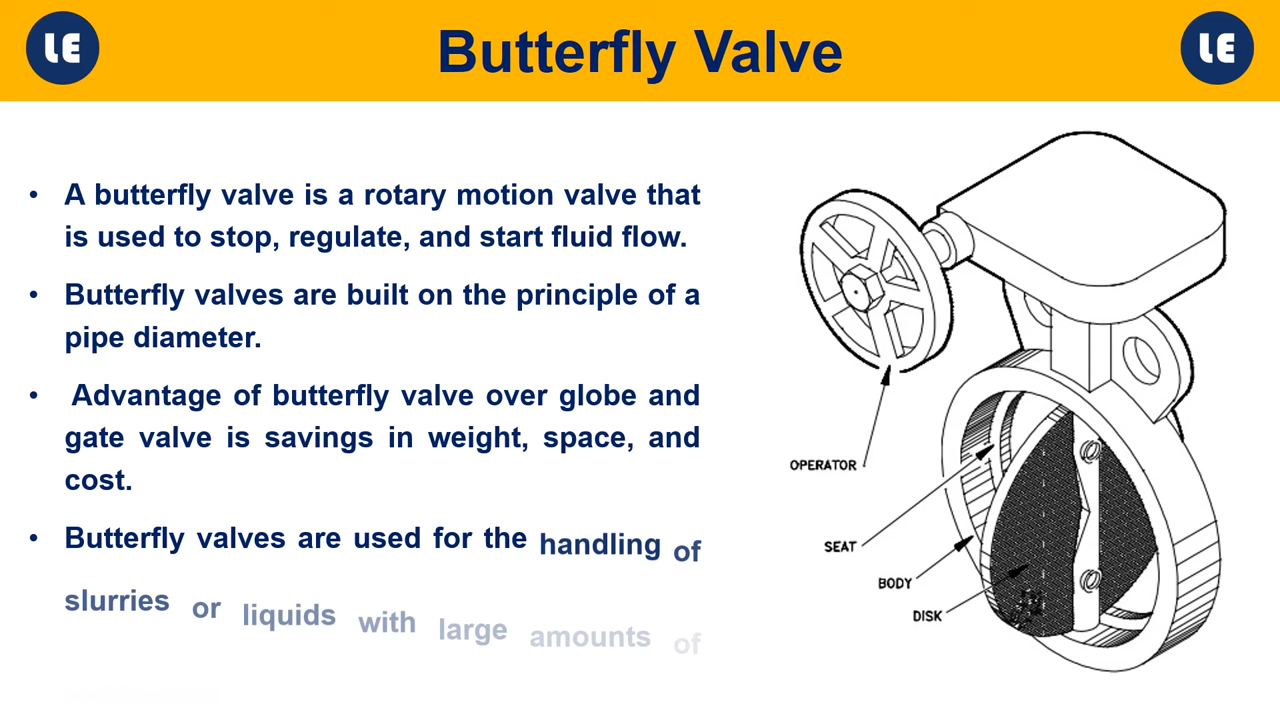 LE
Butterfly Valve
LE
• A butterfly valve is a rotary motion valve that
is used to stop, regulate, and start fluid flow.
• Butterfly valves are built on the principle of a
pipe diameter.
• Advantage of butterfly valve over globe and
gate valve is savings in weight, space, and
cost.
• Butterfly valves are used for the handling of
slurries or liquids with large amounts of
OPERATOR
SEAT
BODY
DISK